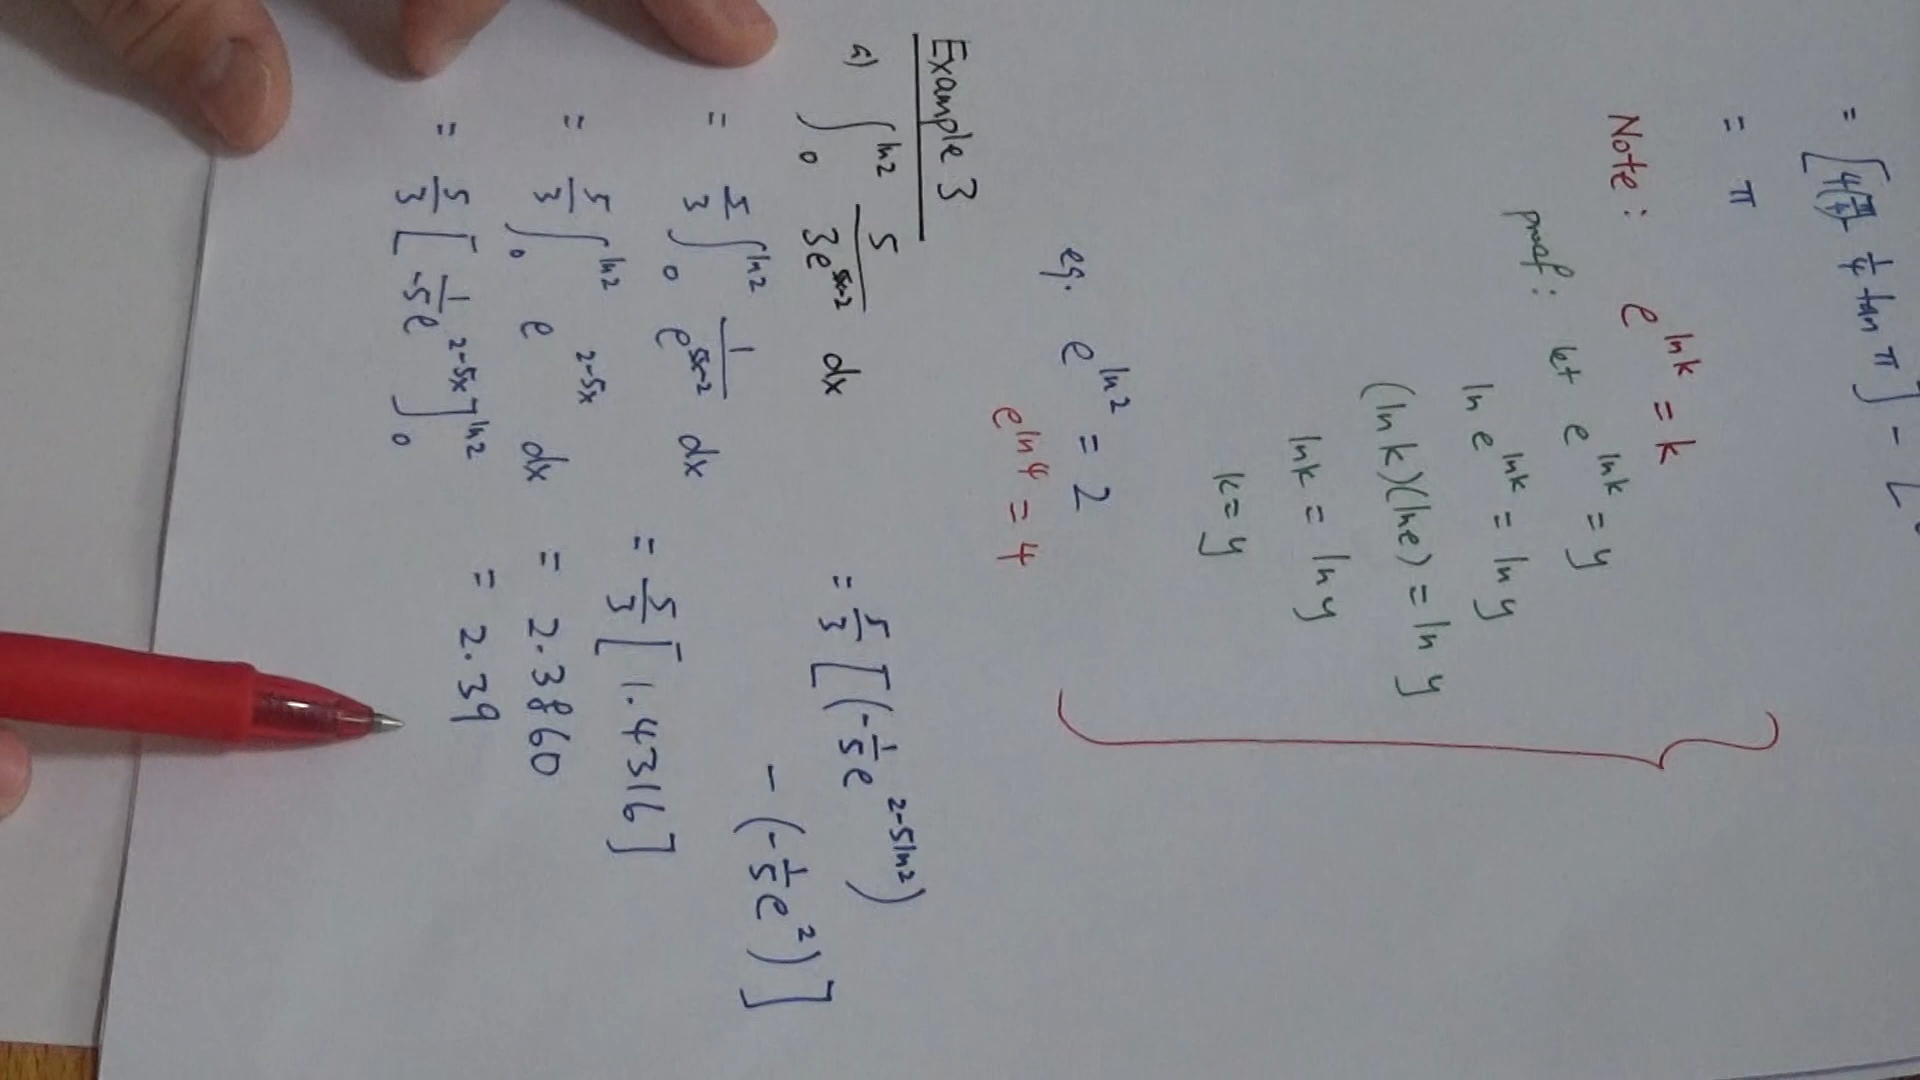 = [4(π/4) - 1/4 tan π] - [
= π
Note: e^{ln k} = k
proof: let e^{ln k} = y
ln e^{ln k} = ln y
(ln k)(ln e) = ln y
ln k = ln y
k = y
eg. e^{ln 2} = 2
e^{ln 4} = 4
Example 3
a) ∫_0^{ln 2} 5/(3e^{5x-2}) dx
= 5/3 ∫_0^{ln 2} 1/e^{5x-2} dx
= 5/3 ∫_0^{ln 2} e^{2-5x} dx
= 5/3 [1/-5 e^{2-5x}]_0^{ln 2}
= 5/3 [(-1/5 e^{2-5ln2})
- (-1/5 e^2)]
= 5/3 [1.4316]
= 2.3860
= 2.39